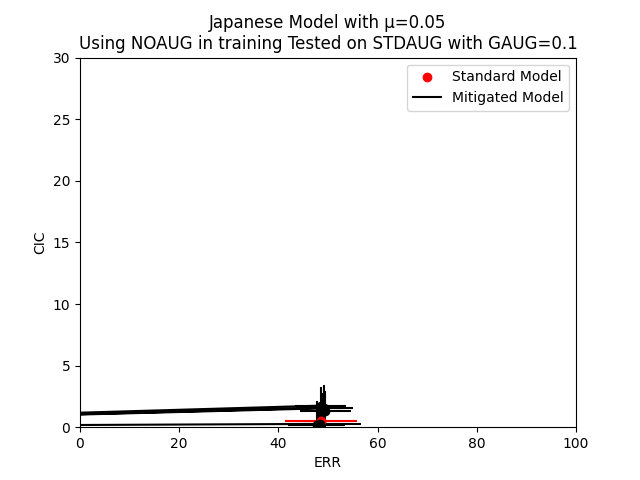 Japanese Model with μ=0.05
Using NOAUG in training Tested on STDAUG with GAUG=0.1
30
25
20
15
10
5
0
CIC
Standard Model
Mitigated Model
0 20 40 60 80 100
ERR